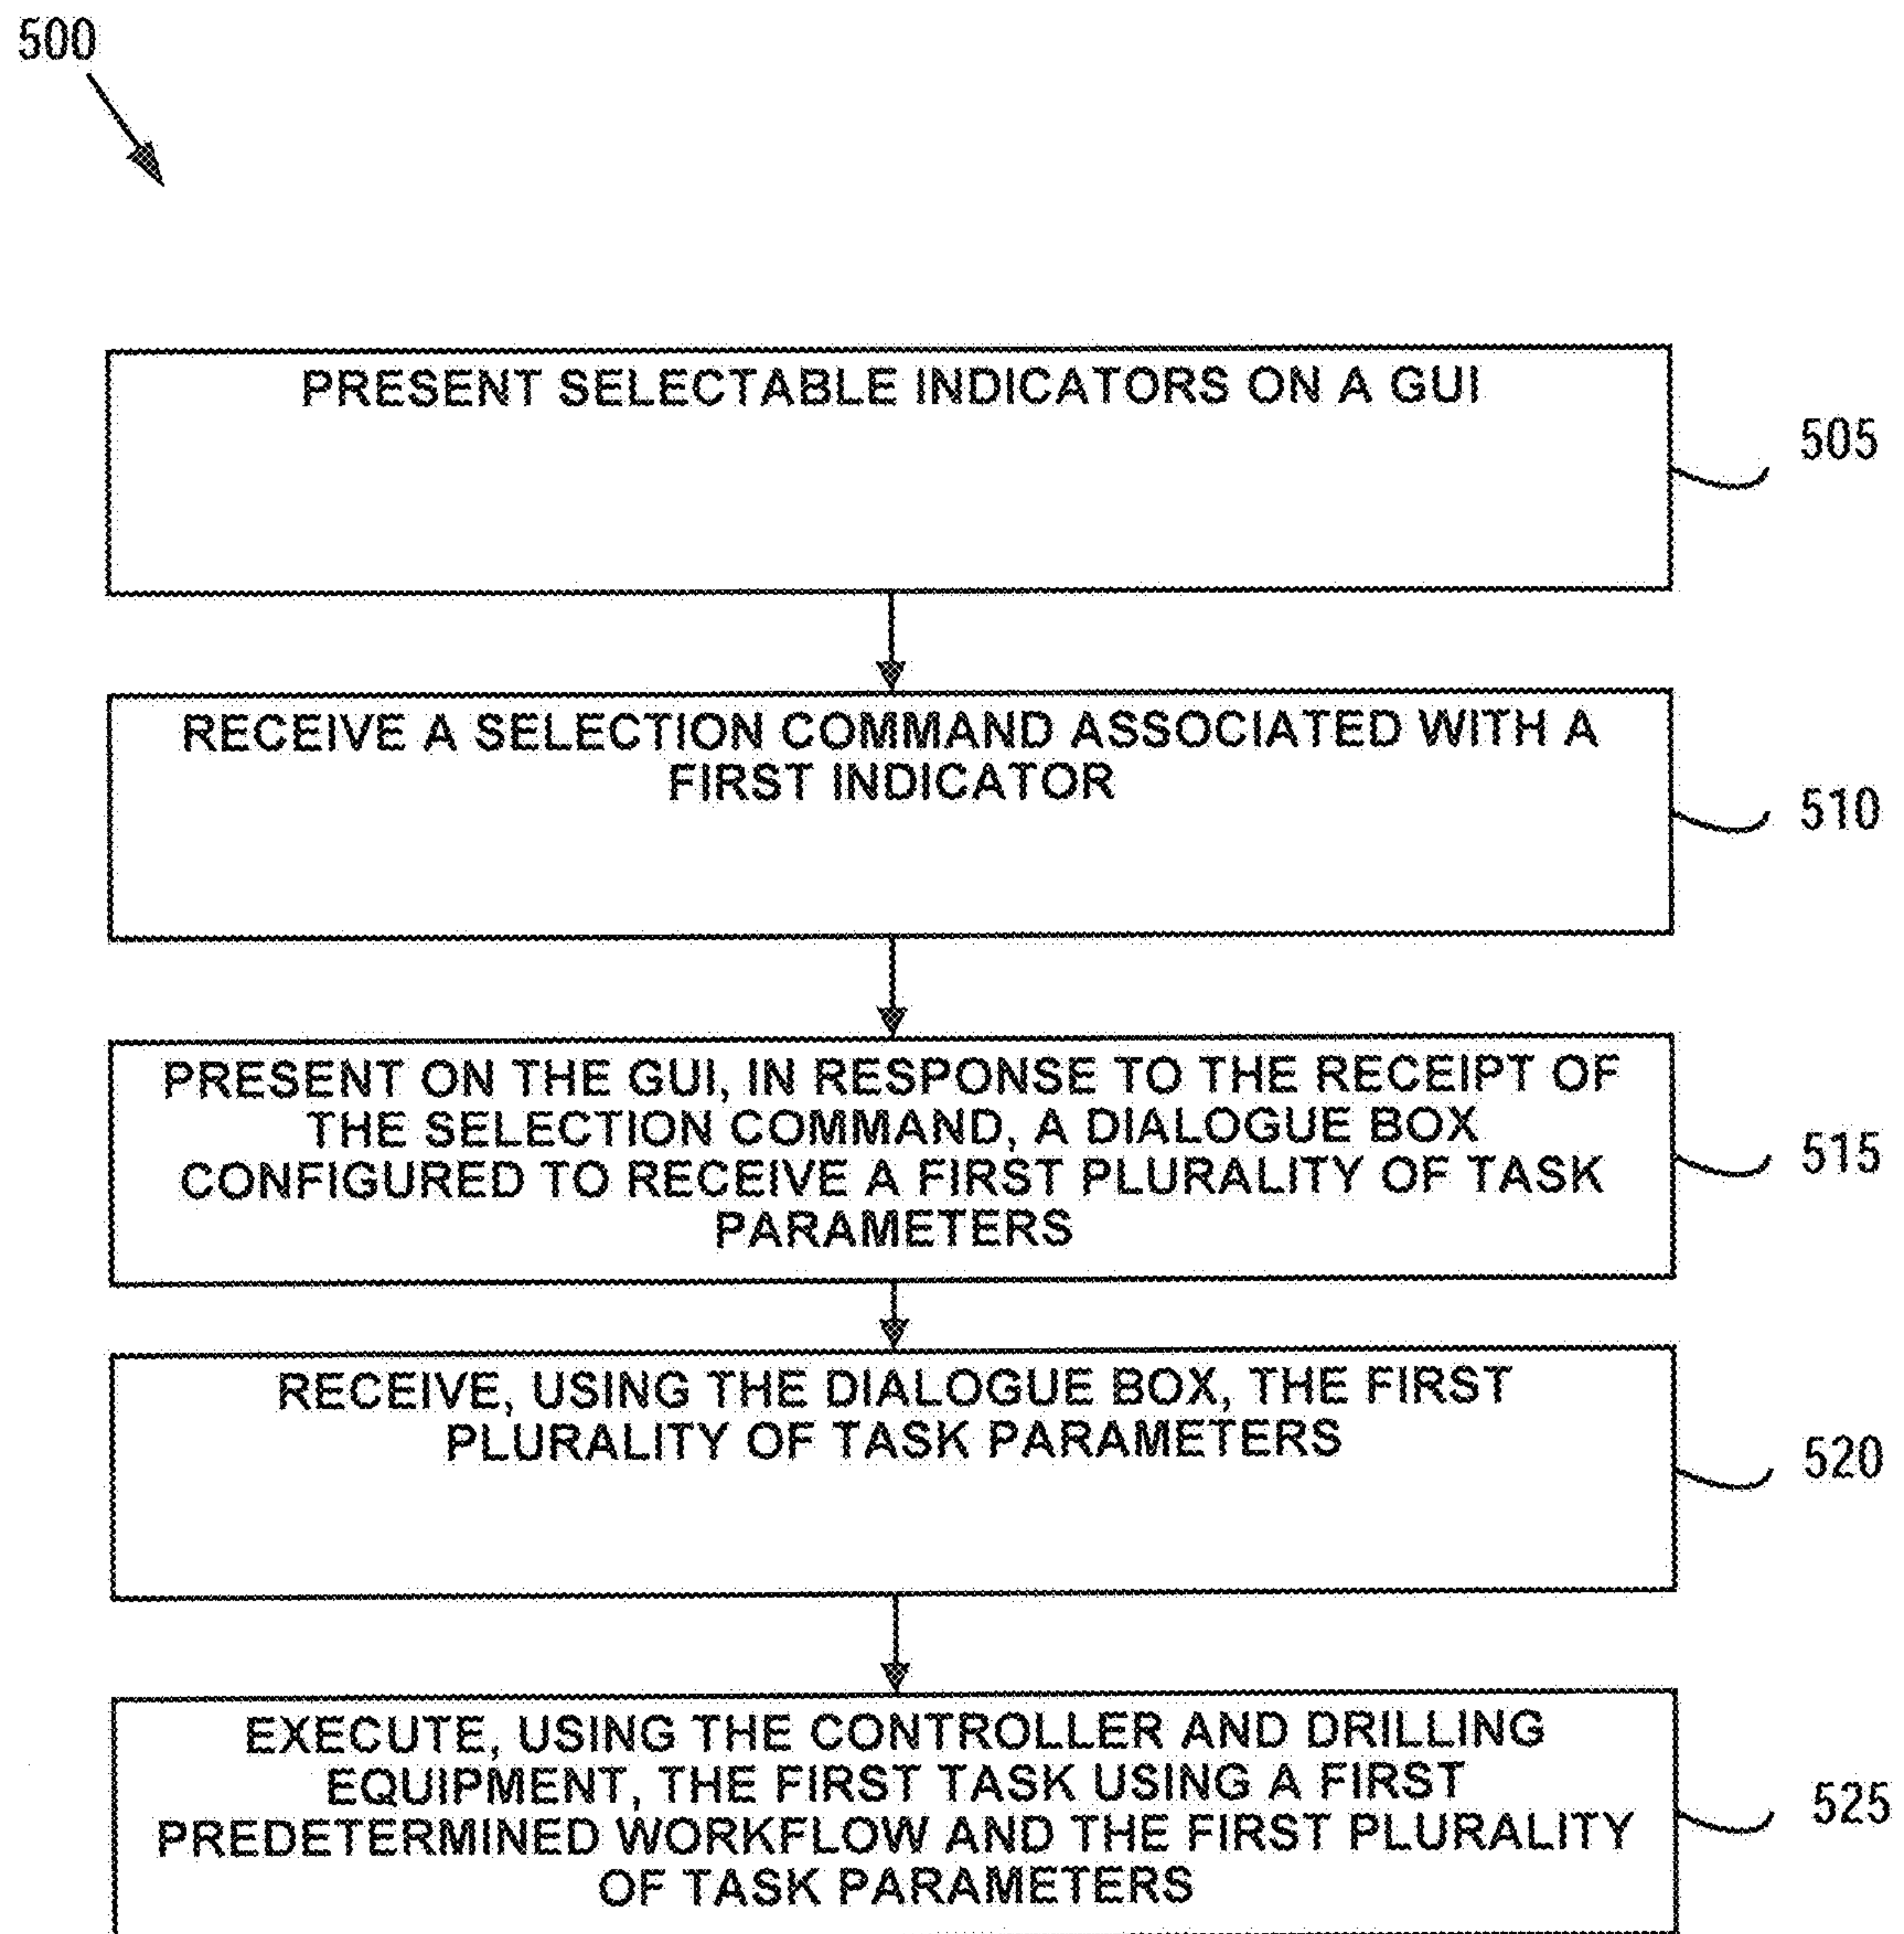 500
PRESENT SELECTABLE INDICATORS ON A GUI
505
RECEIVE A SELECTION COMMAND ASSOCIATED WITH A
FIRST INDICATOR
510
PRESENT ON THE GUI, IN RESPONSE TO THE RECEIPT OF
THE SELECTION COMMAND, A DIALOGUE BOX
CONFIGURED TO RECEIVE A FIRST PLURALITY OF TASK
PARAMETERS
515
RECEIVE, USING THE DIALOGUE BOX, THE FIRST
PLURALITY OF TASK PARAMETERS
520
EXECUTE, USING THE CONTROLLER AND DRILLING
EQUIPMENT, THE FIRST TASK USING A FIRST
PREDETERMINED WORKFLOW AND THE FIRST PLURALITY
OF TASK PARAMETERS
525